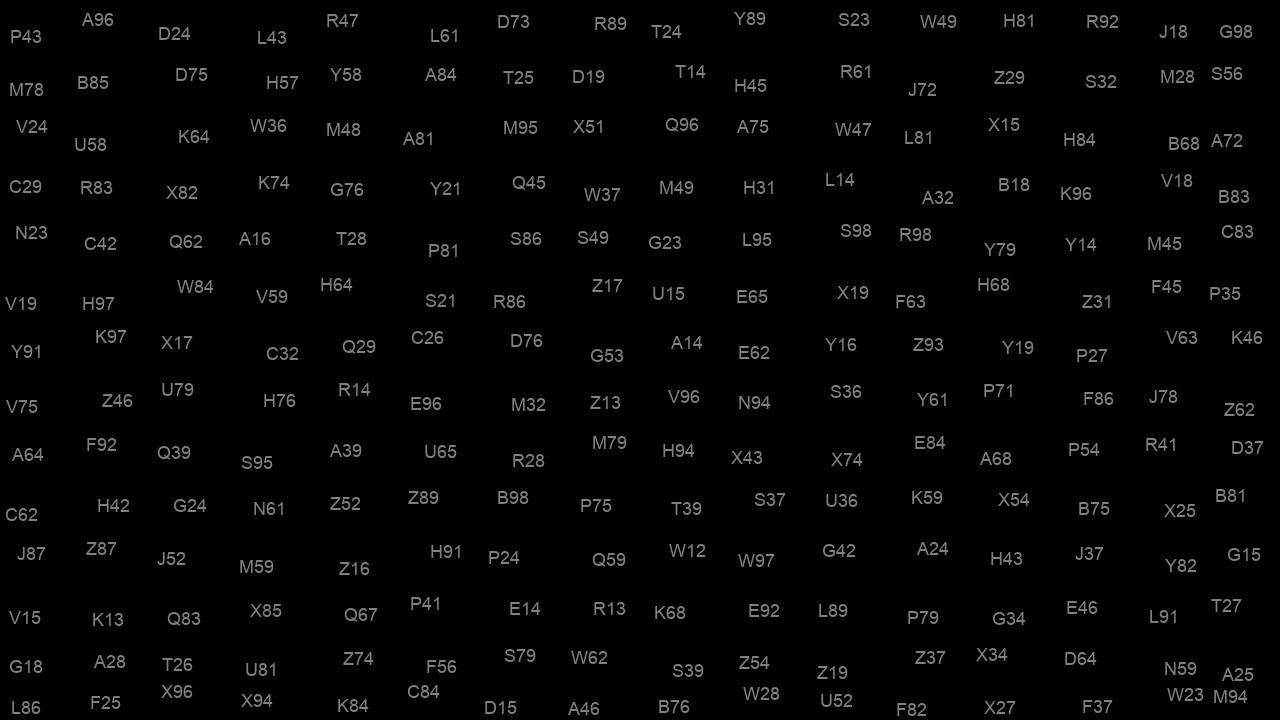 P43 A96 D24 L43 R47 L61 D73 R89 T24 Y89 S23 W49 H81 R92 J18 G98
M78 B85 D75 H57 Y58 A84 T25 D19 T14 H45 R61 J72 Z29 S32 M28 S56
V24 U58 K64 W36 M48 A81 M95 X51 Q96 A75 W47 L81 X15 H84 B68 A72
C29 R83 X82 K74 G76 Y21 Q45 W37 M49 H31 L14 A32 B18 K96 V18 B83
N23 C42 Q62 A16 T28 P81 S86 S49 G23 L95 S98 R98 Y79 Y14 M45 C83
V19 H97 W84 V59 H64 S21 R86 Z17 U15 E65 X19 F63 H68 Z31 F45 P35
Y91 K97 X17 C32 Q29 C26 D76 G53 A14 E62 Y16 Z93 Y19 P27 V63 K46
V75 Z46 U79 H76 R14 E96 M32 Z13 V96 N94 S36 Y61 P71 F86 J78 Z62
A64 F92 Q39 S95 A39 U65 R28 M79 H94 X43 X74 E84 A68 P54 R41 D37
C62 H42 G24 N61 Z52 Z89 B98 P75 T39 S37 U36 K59 X54 B75 X25 B81
J87 Z87 J52 M59 Z16 H91 P24 Q59 W12 W97 G42 A24 H43 J37 Y82 G15
V15 K13 Q83 X85 Q67 P41 E14 R13 K68 E92 L89 P79 G34 E46 L91 T27
G18 A28 T26 U81 Z74 F56 S79 W62 S39 Z54 Z19 Z37 X34 D64 N59 A25
L86 F25 X96 X94 K84 C84 D15 A46 B76 W28 U52 F82 X27 F37 W23 M94